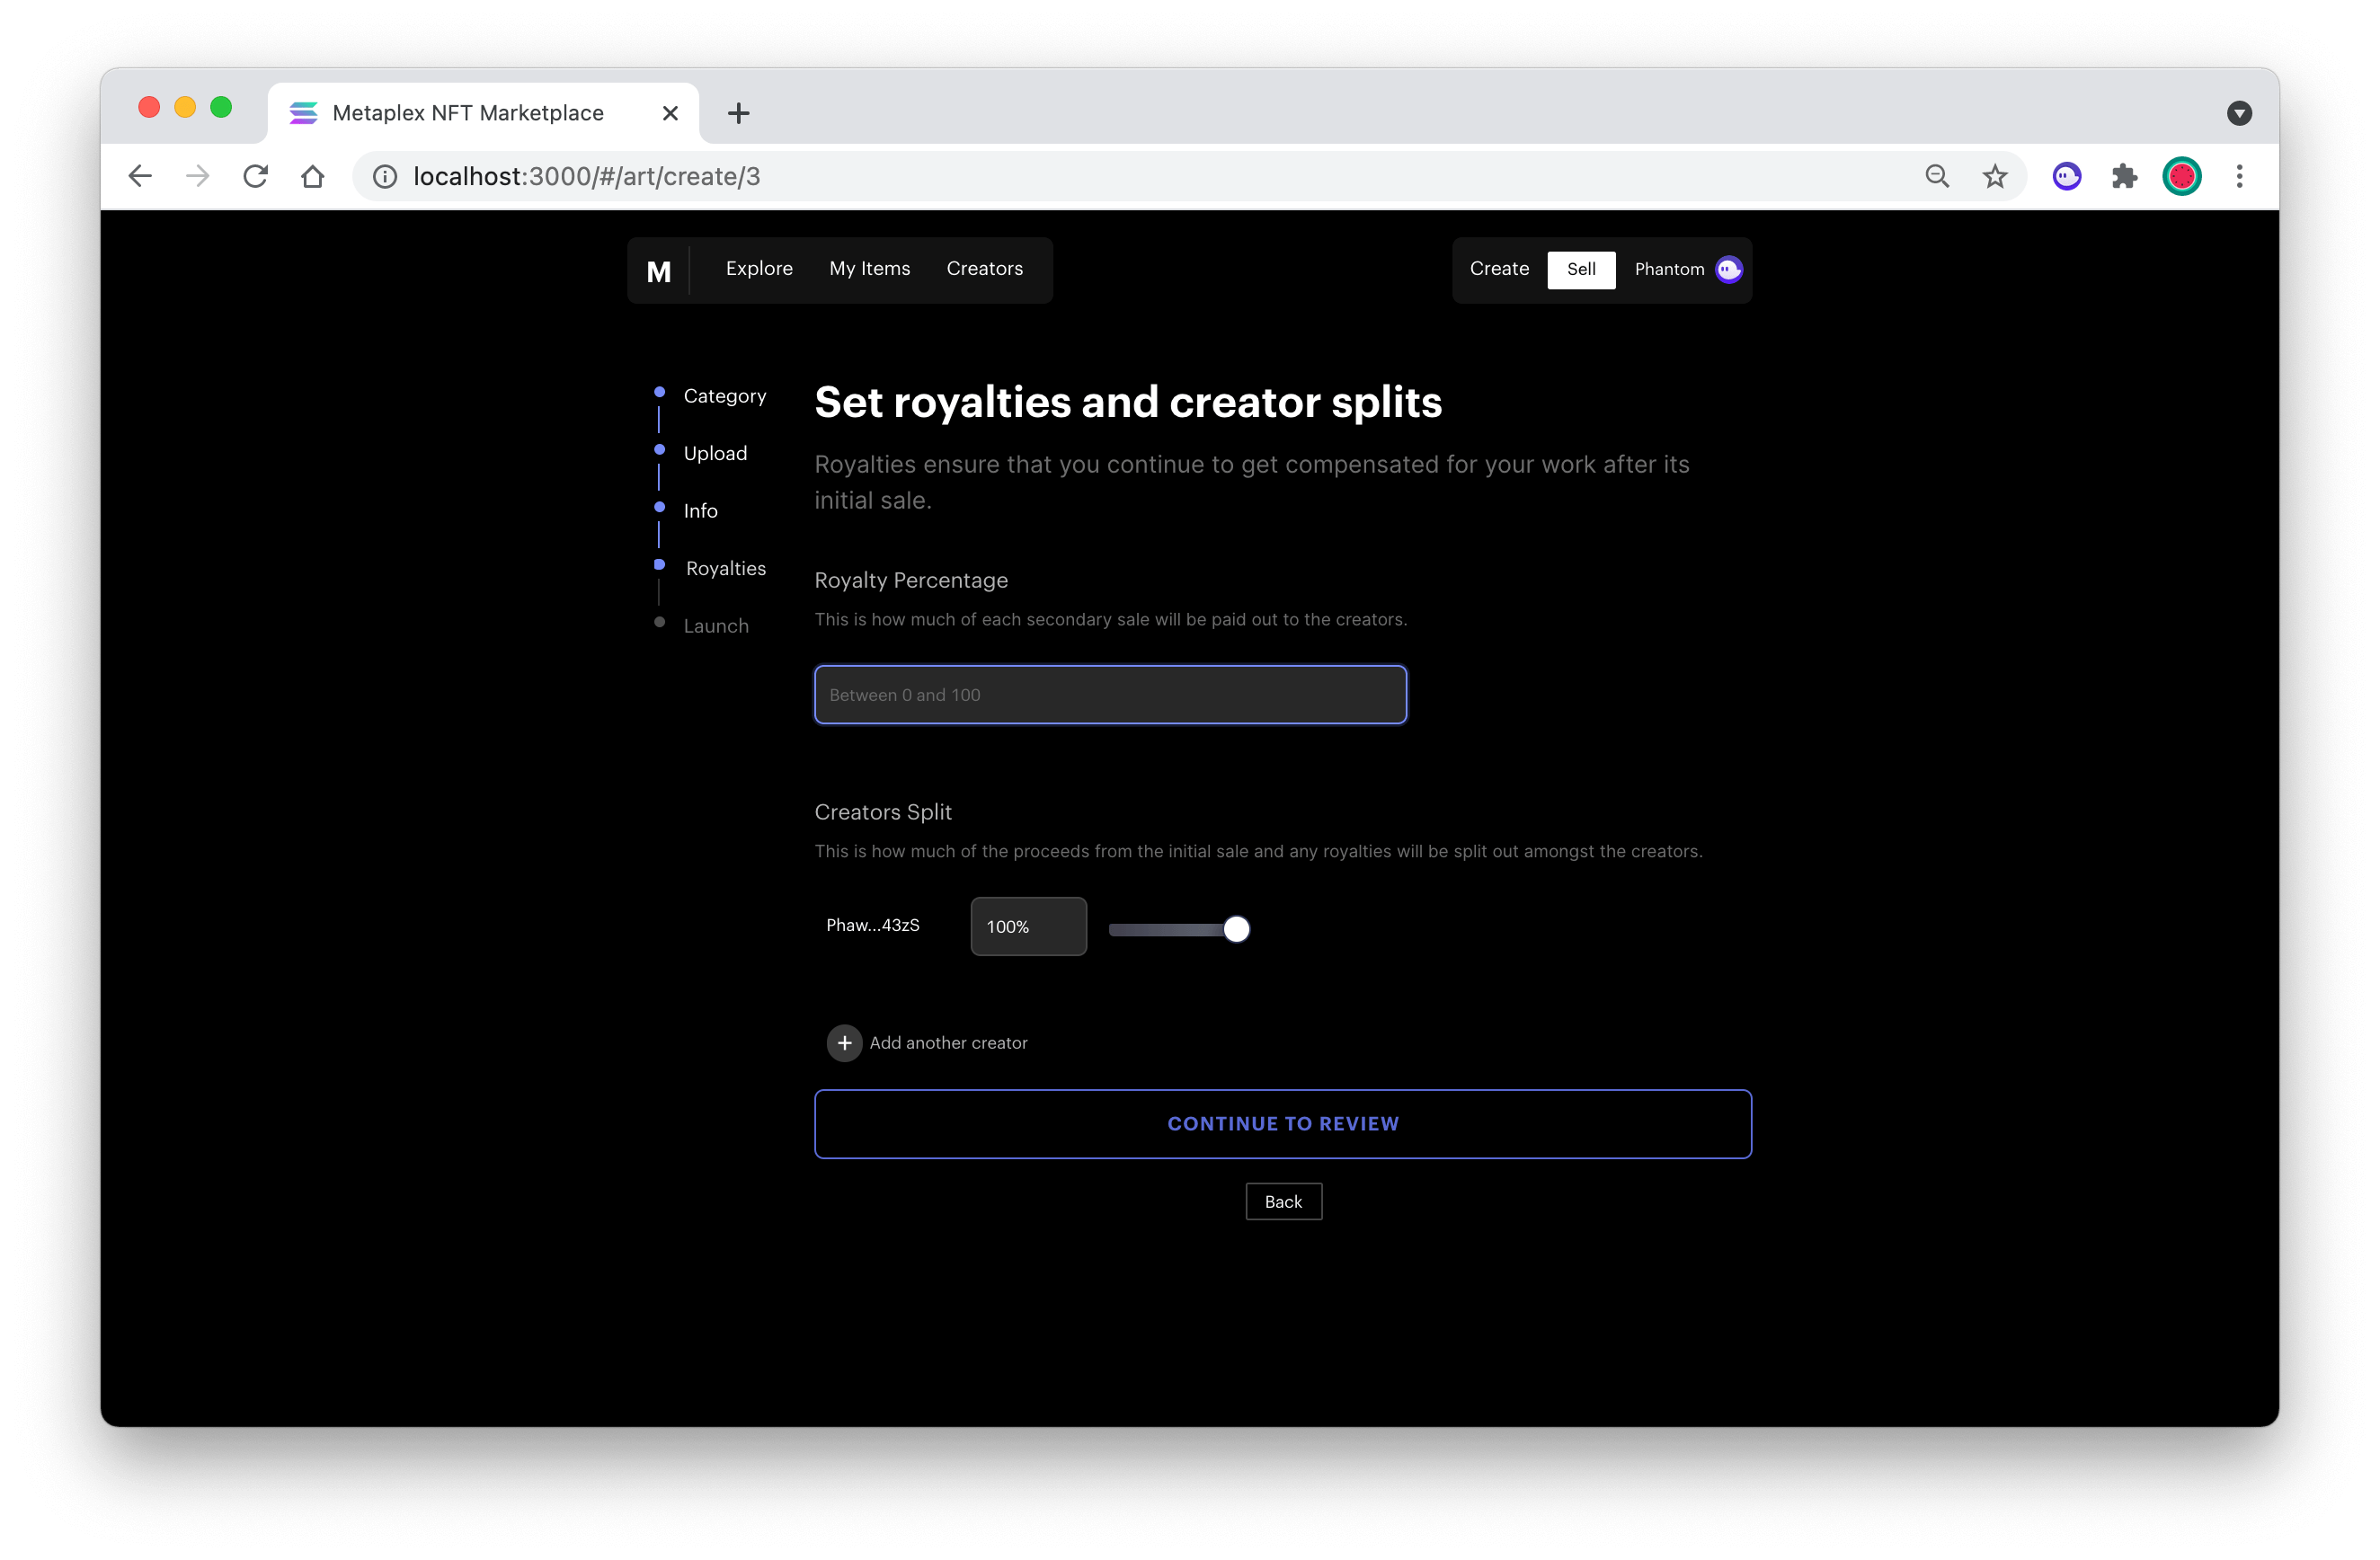 Metaplex NFT Marketplace
localhost:3000/#/art/create/3
M Explore My Items Creators Create Sell Phantom
Category
Upload
Info
Royalties
Launch
Set royalties and creator splits
Royalties ensure that you continue to get compensated for your work after its
initial sale.
Royalty Percentage
This is how much of each secondary sale will be paid out to the creators.
Between 0 and 100
Creators Split
This is how much of the proceeds from the initial sale and any royalties will be split out amongst the creators.
Phaw...43zS 100%
+ Add another creator
CONTINUE TO REVIEW
Back